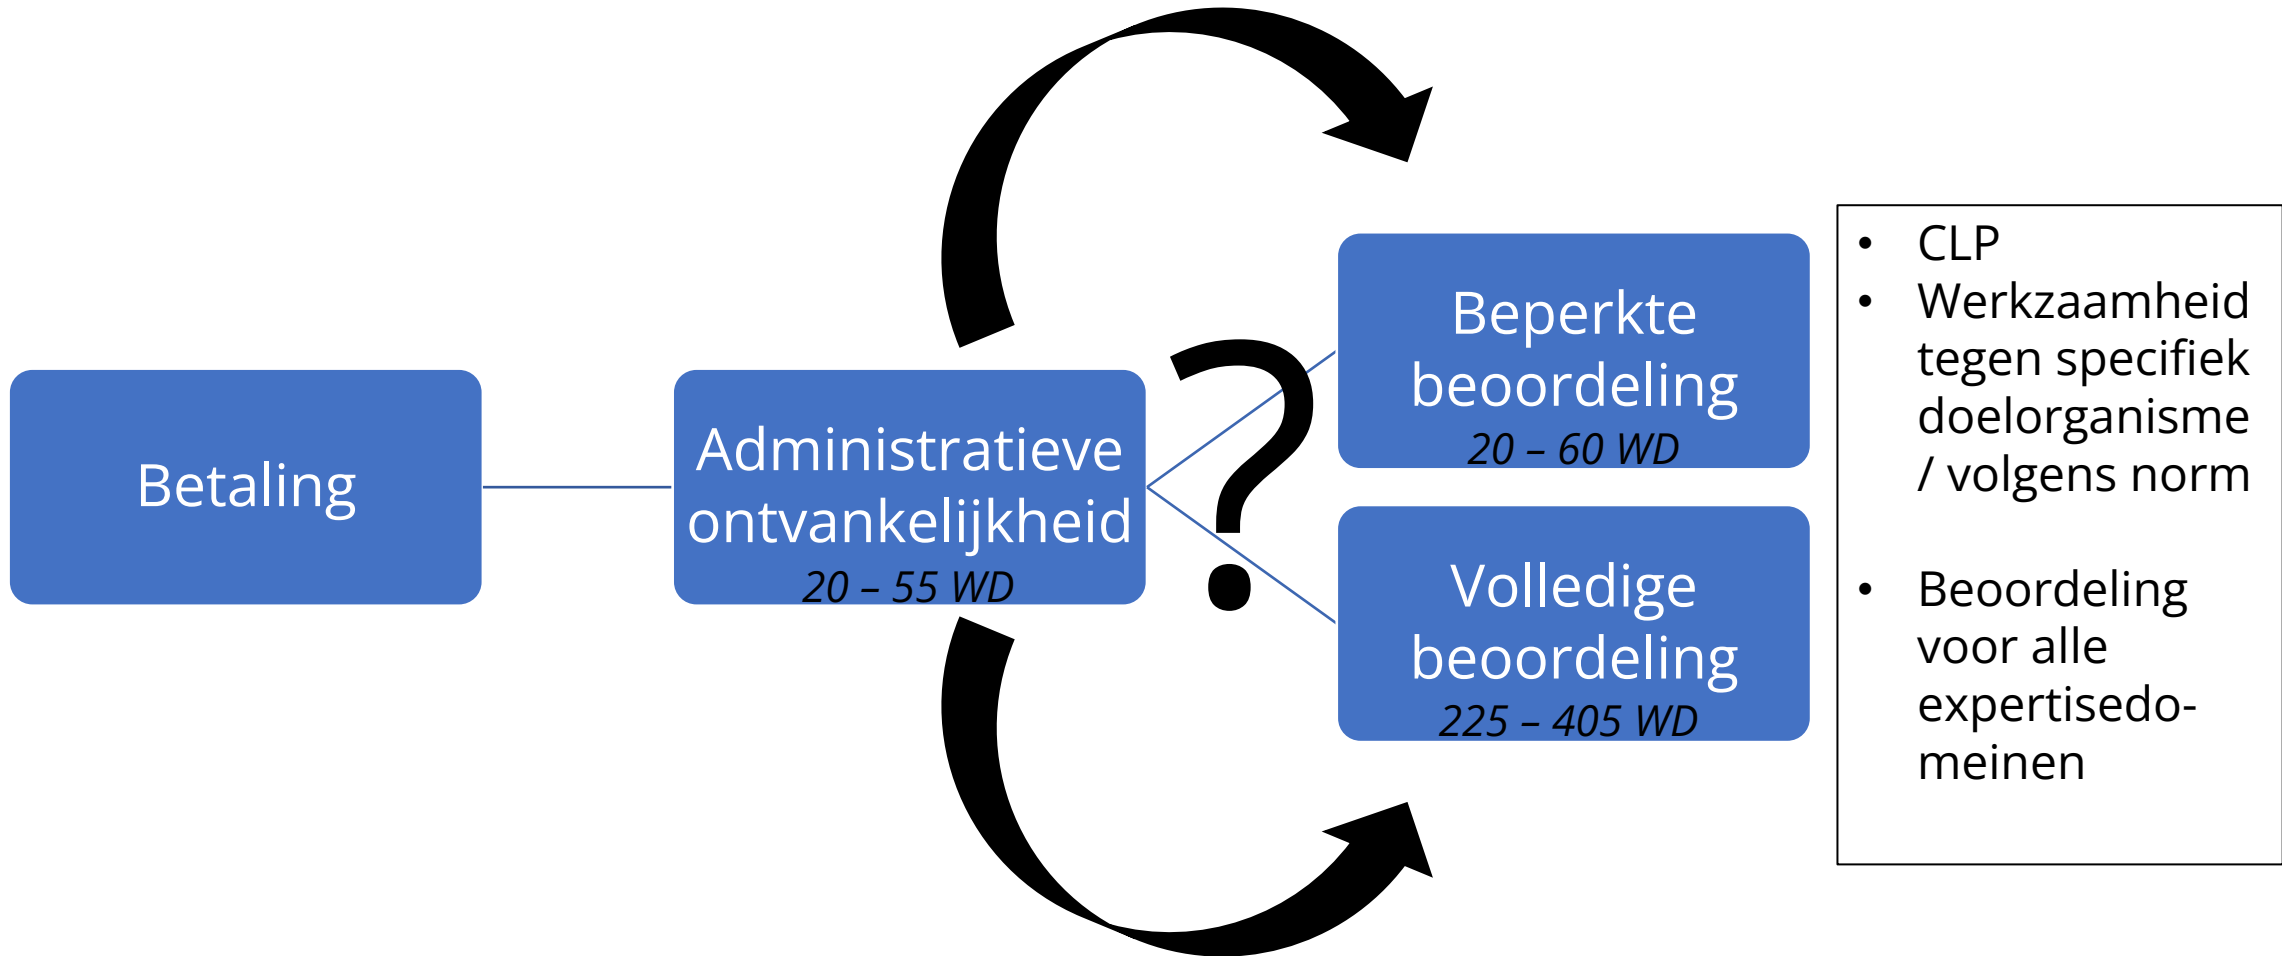 Betaling
Administratieve
ontvankelijkheid
20 – 55 WD
?
Beperkte
beoordeling
20 – 60 WD
Volledige
beoordeling
225 – 405 WD
• CLP
• Werkzaamheid
tegen specifiek
doelorganisme
/ volgens norm
• Beoordeling
voor alle
expertisedo-
meinen